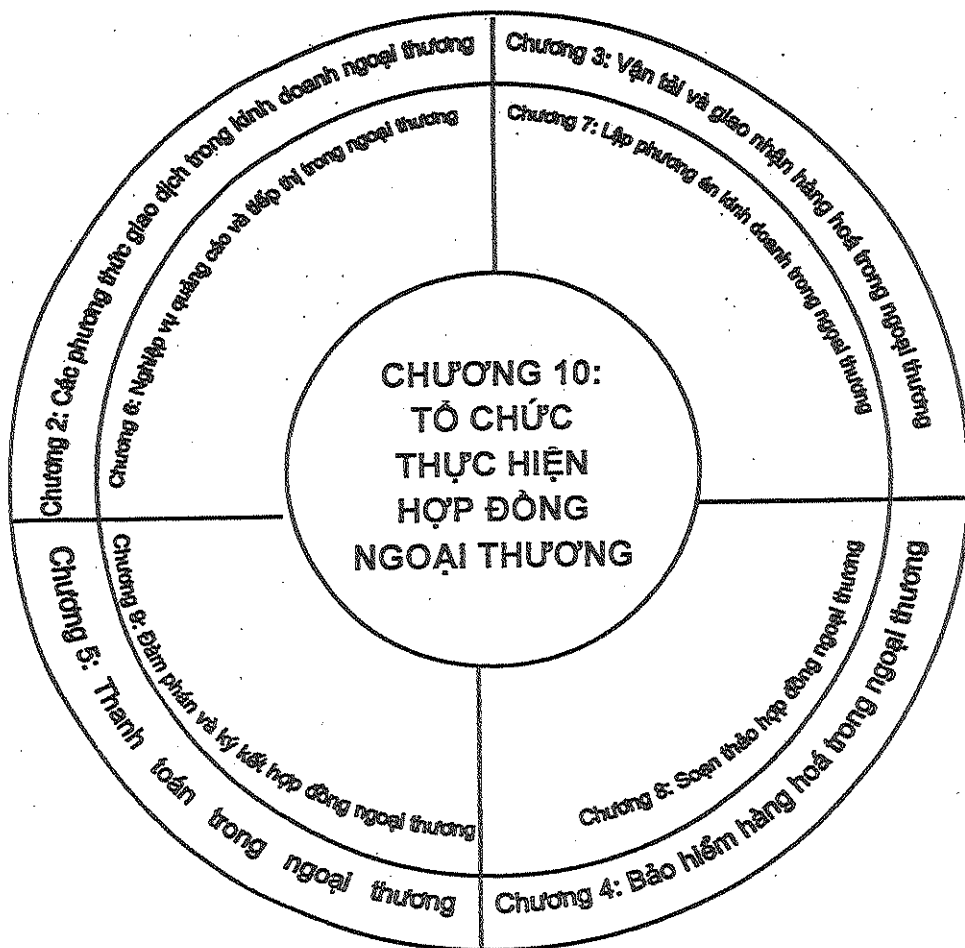 Chương 2: Các phương thức giao dịch trong kinh doanh ngoại thương
Chương 3: Vận tải và giao nhận hàng hoá trong ngoại thương
Chương 6: Nghiệp vụ quảng cáo và tiếp thị trong ngoại thương
Chương 7: Lập phương án kinh doanh trong ngoại thương
CHƯƠNG 10:
TỔ CHỨC
THỰC HIỆN
HỢP ĐỒNG
NGOẠI THƯƠNG
Chương 9: Đàm phán và ký kết hợp đồng ngoại thương
Chương 8: Soạn thảo hợp đồng ngoại thương
Chương 5: Thanh toán trong ngoại thương
Chương 4: Bảo hiểm hàng hoá trong ngoại thương